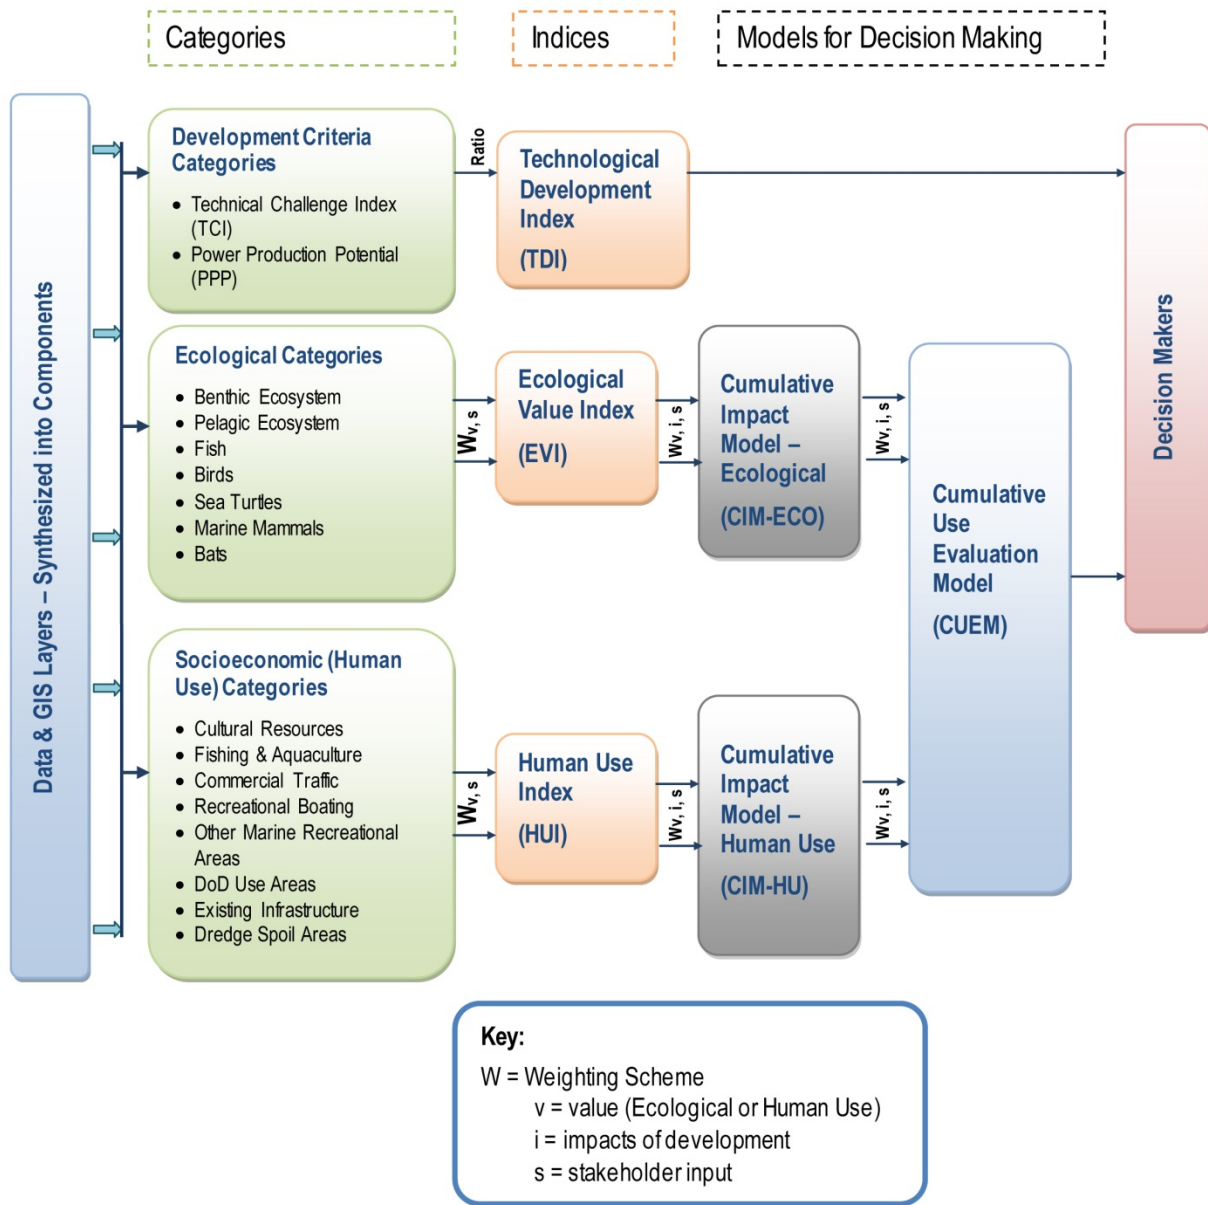 Categories
Indices
Models for Decision Making
Data & GIS Layers – Synthesized into Components
Development Criteria
Categories
• Technical Challenge Index
(TCI)
• Power Production Potential
(PPP)
Ratio
Technological
Development
Index
(TDI)
Decision Makers
Ecological Categories
• Benthic Ecosystem
• Pelagic Ecosystem
• Fish
• Birds
• Sea Turtles
• Marine Mammals
• Bats
Wv, s
Ecological
Value Index
(EVI)
Wv, i, s
Cumulative
Impact
Model –
Ecological
(CIM-ECO)
Wv, i, s
Cumulative
Use
Evaluation
Model
(CUEM)
Socioeconomic (Human
Use) Categories
• Cultural Resources
• Fishing & Aquaculture
• Commercial Traffic
• Recreational Boating
• Other Marine Recreational
Areas
• DoD Use Areas
• Existing Infrastructure
• Dredge Spoil Areas
Wv, s
Human Use
Index
(HUI)
Wv, i, s
Cumulative
Impact
Model –
Human Use
(CIM-HU)
Wv, i, s
Key:
W = Weighting Scheme
v = value (Ecological or Human Use)
i = impacts of development
s = stakeholder input